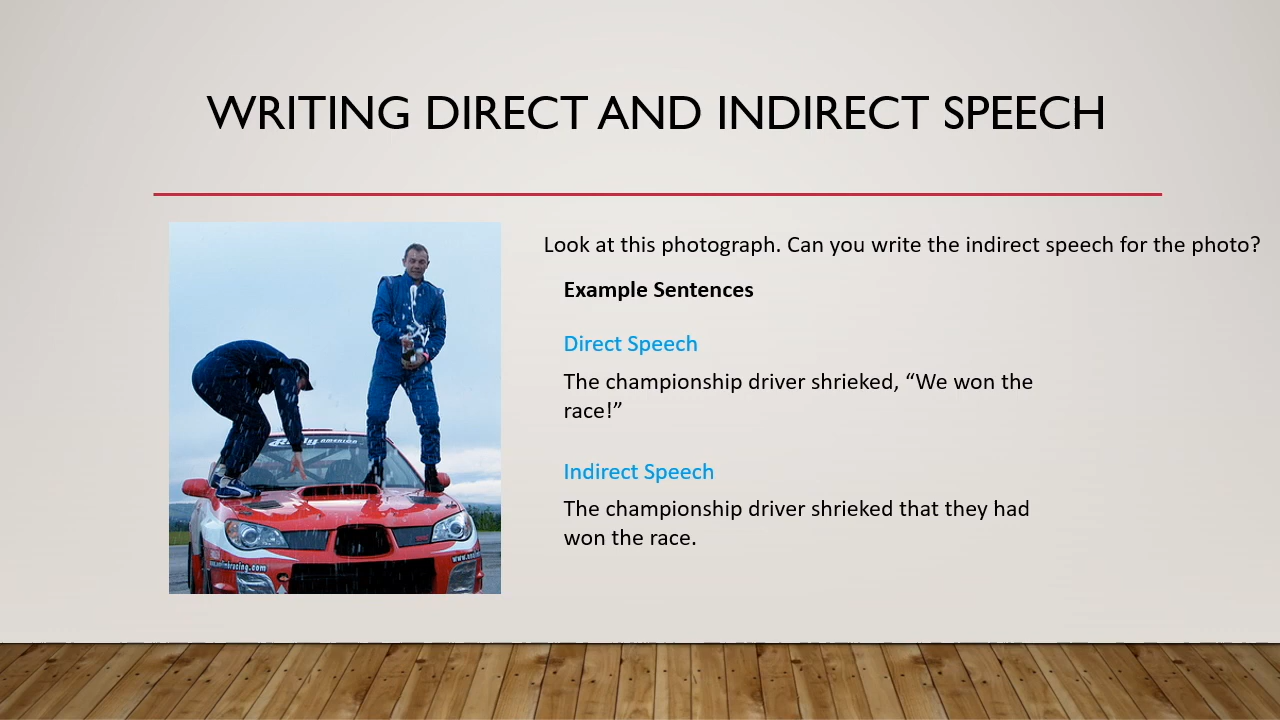 WRITING DIRECT AND INDIRECT SPEECH
Look at this photograph. Can you write the indirect speech for the photo?
Example Sentences
Direct Speech
The championship driver shrieked, “We won the
race!”
Indirect Speech
The championship driver shrieked that they had
won the race.
AMERICA